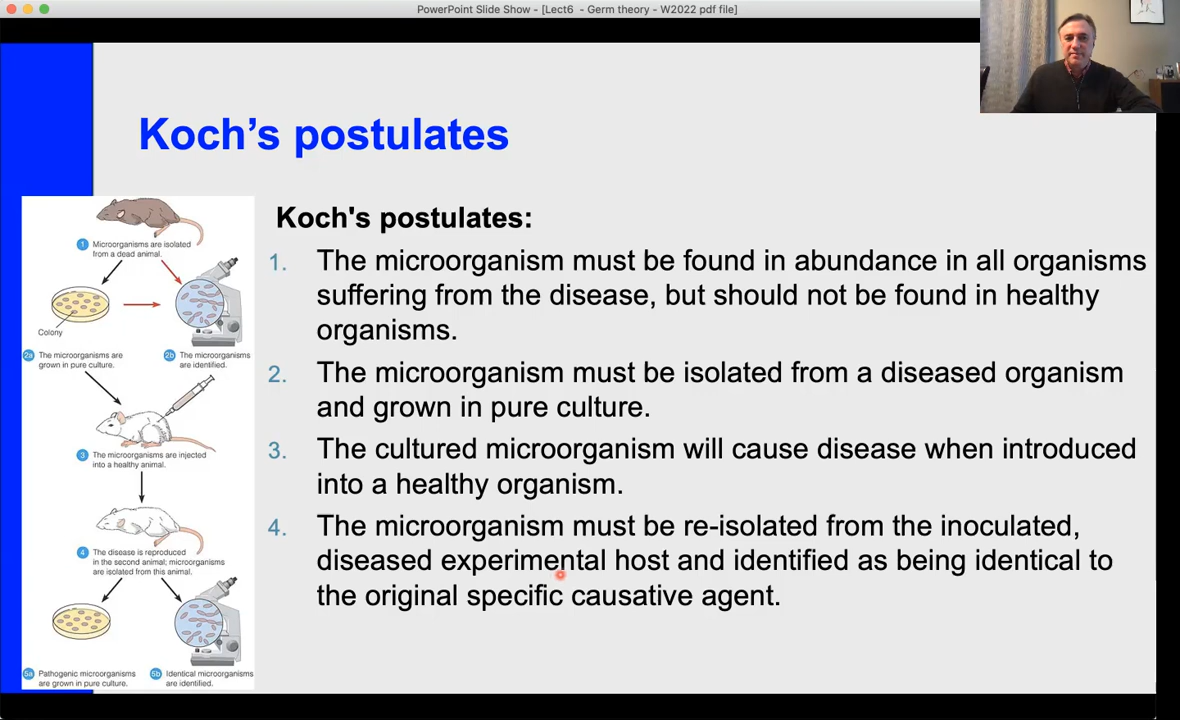 PowerPoint Slide Show - [Lect6 - Germ theory - W2022 pdf file]
Koch's postulates
Koch's postulates:
1. The microorganism must be found in abundance in all organisms
suffering from the disease, but should not be found in healthy
organisms.
2. The microorganism must be isolated from a diseased organism
and grown in pure culture.
3. The cultured microorganism will cause disease when introduced
into a healthy organism.
4. The microorganism must be re-isolated from the inoculated,
diseased experimental host and identified as being identical to
the original specific causative agent.
1 Microorganisms are isolated
from a dead animal.
Colony
2a The microorganisms are
grown in pure culture.
2b The microorganisms
are identified.
3 The microorganisms are injected
into a healthy animal.
4 The disease is reproduced
in the second animal; microorganisms
are isolated from this animal.
5a Pathogenic microorganisms
are grown in pure culture.
5b Identical microorganisms
are identified.